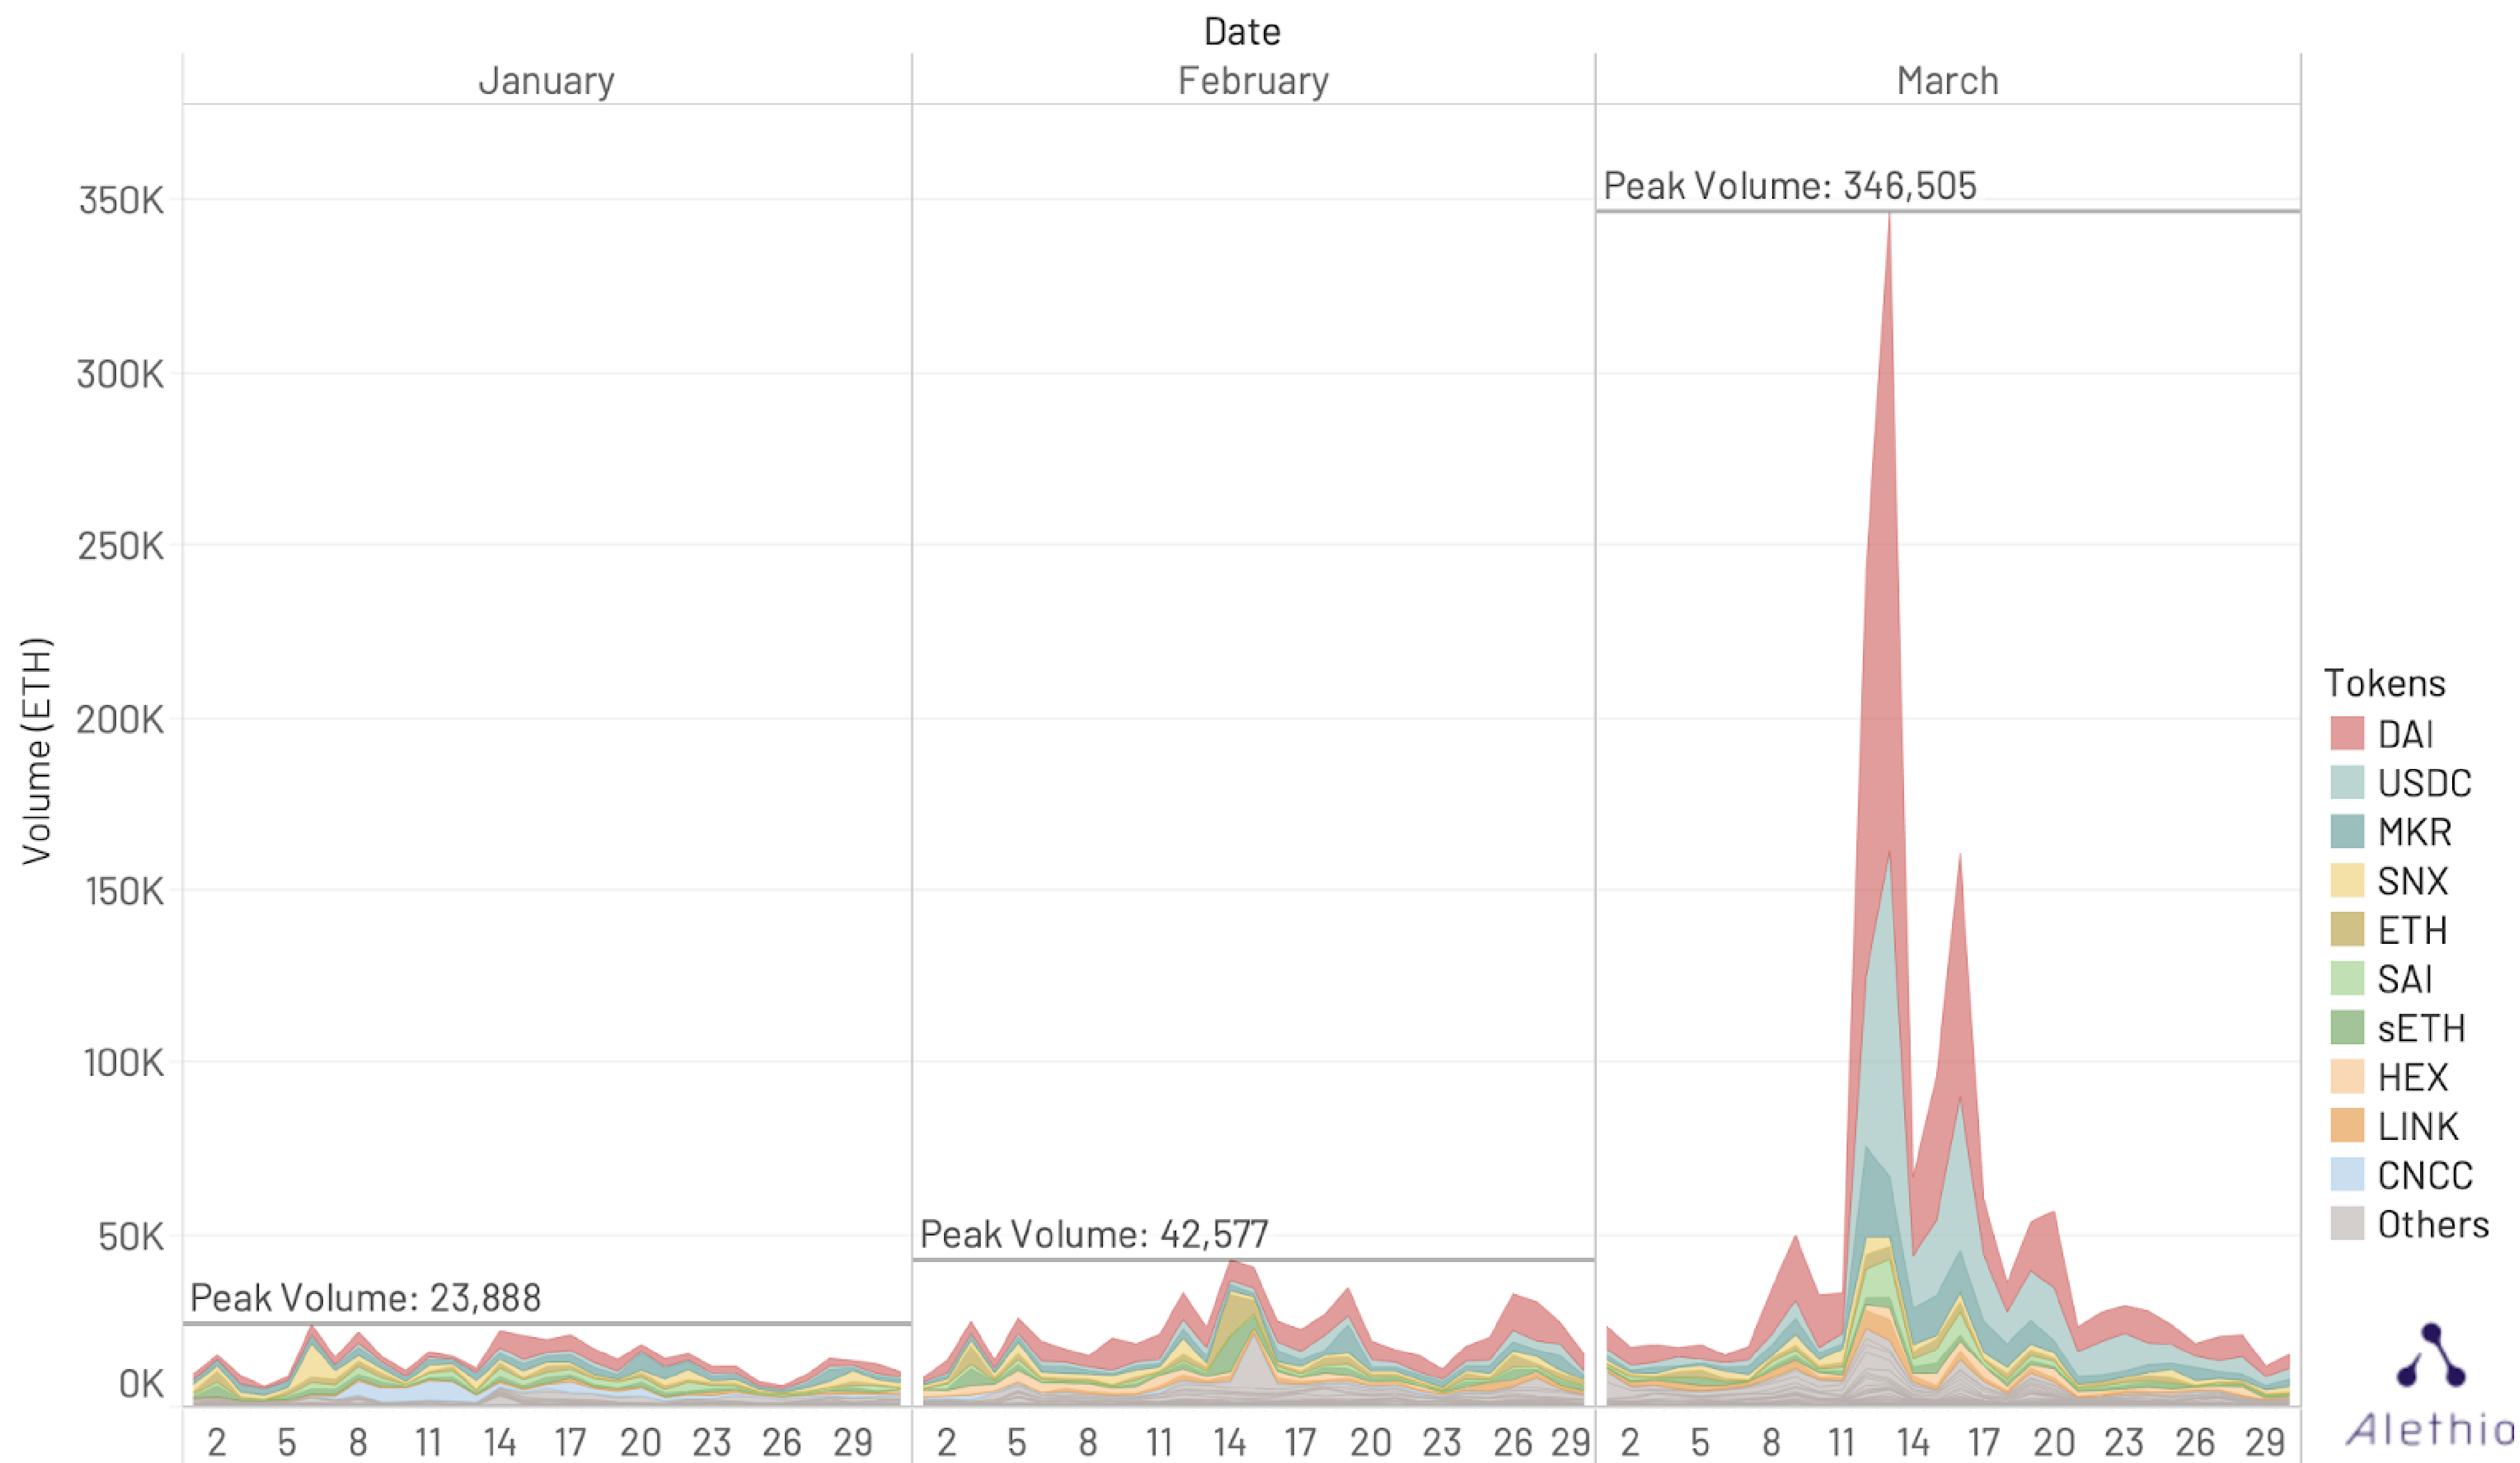 Date
January February March
350K
300K
250K
200K
150K
100K
50K
0K
Volume (ETH)
Peak Volume: 23,888
Peak Volume: 42,577
Peak Volume: 346,505
2 5 8 11 14 17 20 23 26 29 2 5 8 11 14 17 20 23 26 29 2 5 8 11 14 17 20 23 26 29
Tokens
DAI
USDC
MKR
SNX
ETH
SAI
sETH
HEX
LINK
CNCC
Others
Alethio